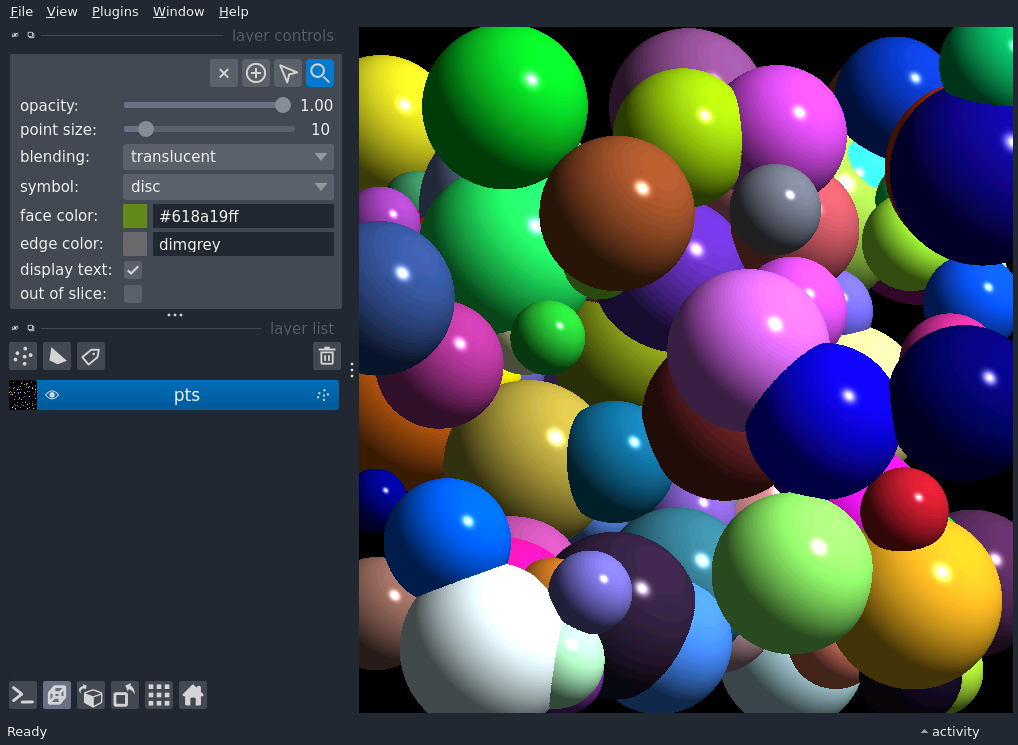 File View Plugins Window Help
layer controls
opacity: 1.00
point size: 10
blending: translucent
symbol: disc
face color: #618a19ff
edge color: dimgrey
display text:
out of slice:
layer list
pts
Ready activity